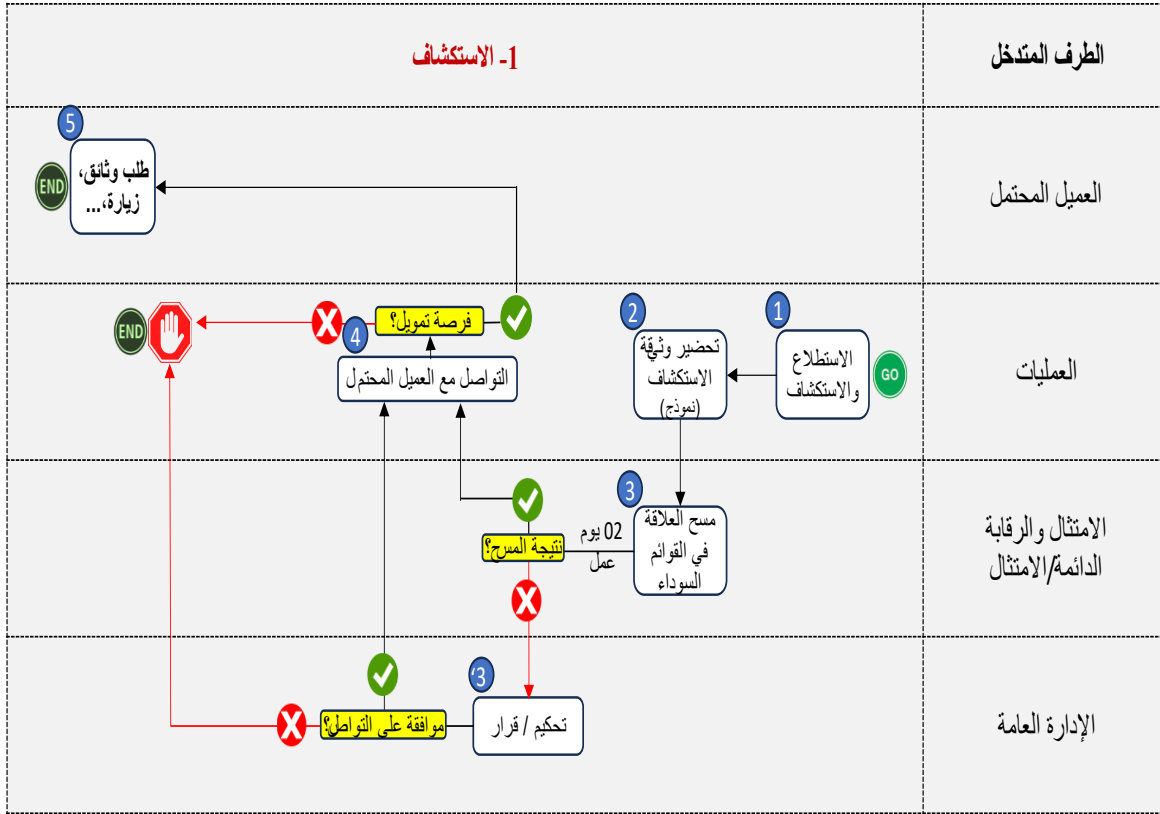 الطرف المتدخل
1- الاستكشاف
العميل المحتمل
5
طلب وثائق،
زيارة،...
END
العمليات
GO
1
الاستطلاع
والاستكشاف
2
تحضير وثيقة
الاستكشاف
(نموذج)
فرصة تمويل؟
4
التواصل مع العميل المحتمل
END
الامتثال والرقابة
الدائمة/الامتثال
3
مسح العلاقة
في القوائم
السوداء
02 يوم
عمل
نتيجة المسح؟
الإدارة العامة
3'
تحكيم / قرار
موافقة على التواصل؟